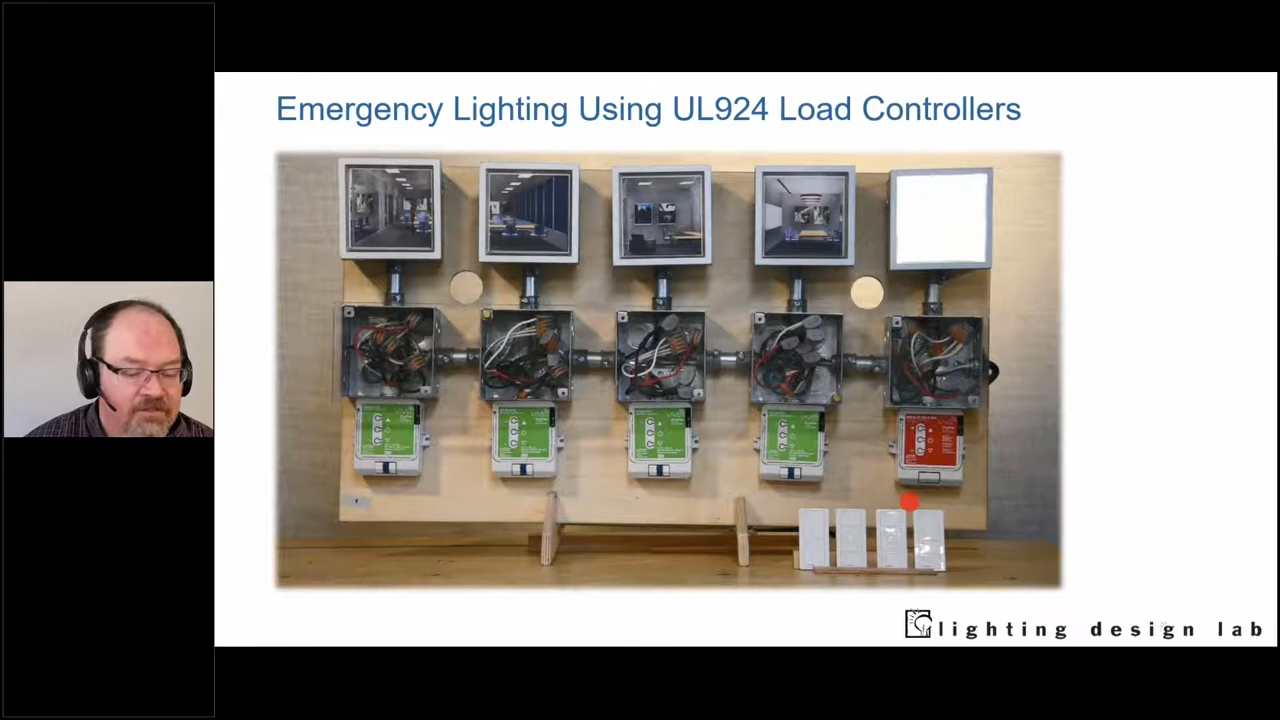 Emergency Lighting Using UL924 Load Controllers
lighting design lab